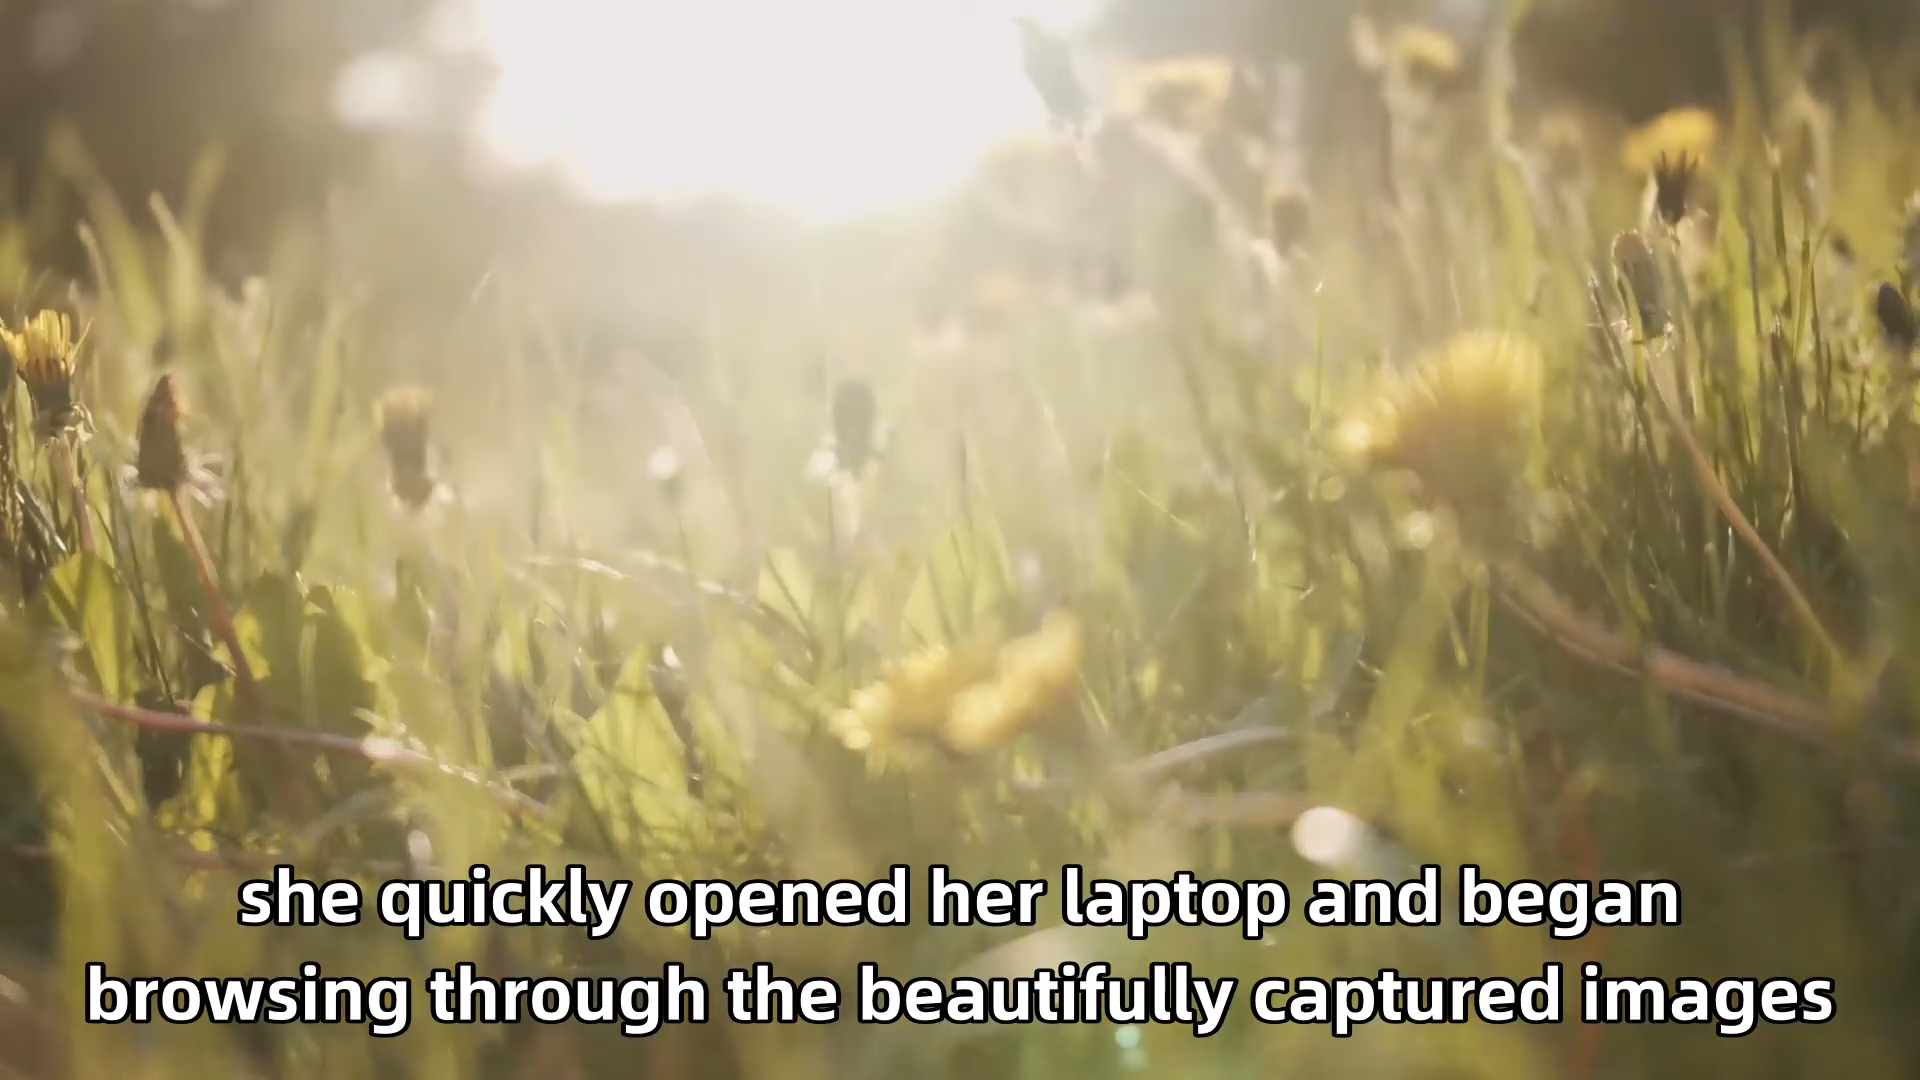 she quickly opened her laptop and began
browsing through the beautifully captured images